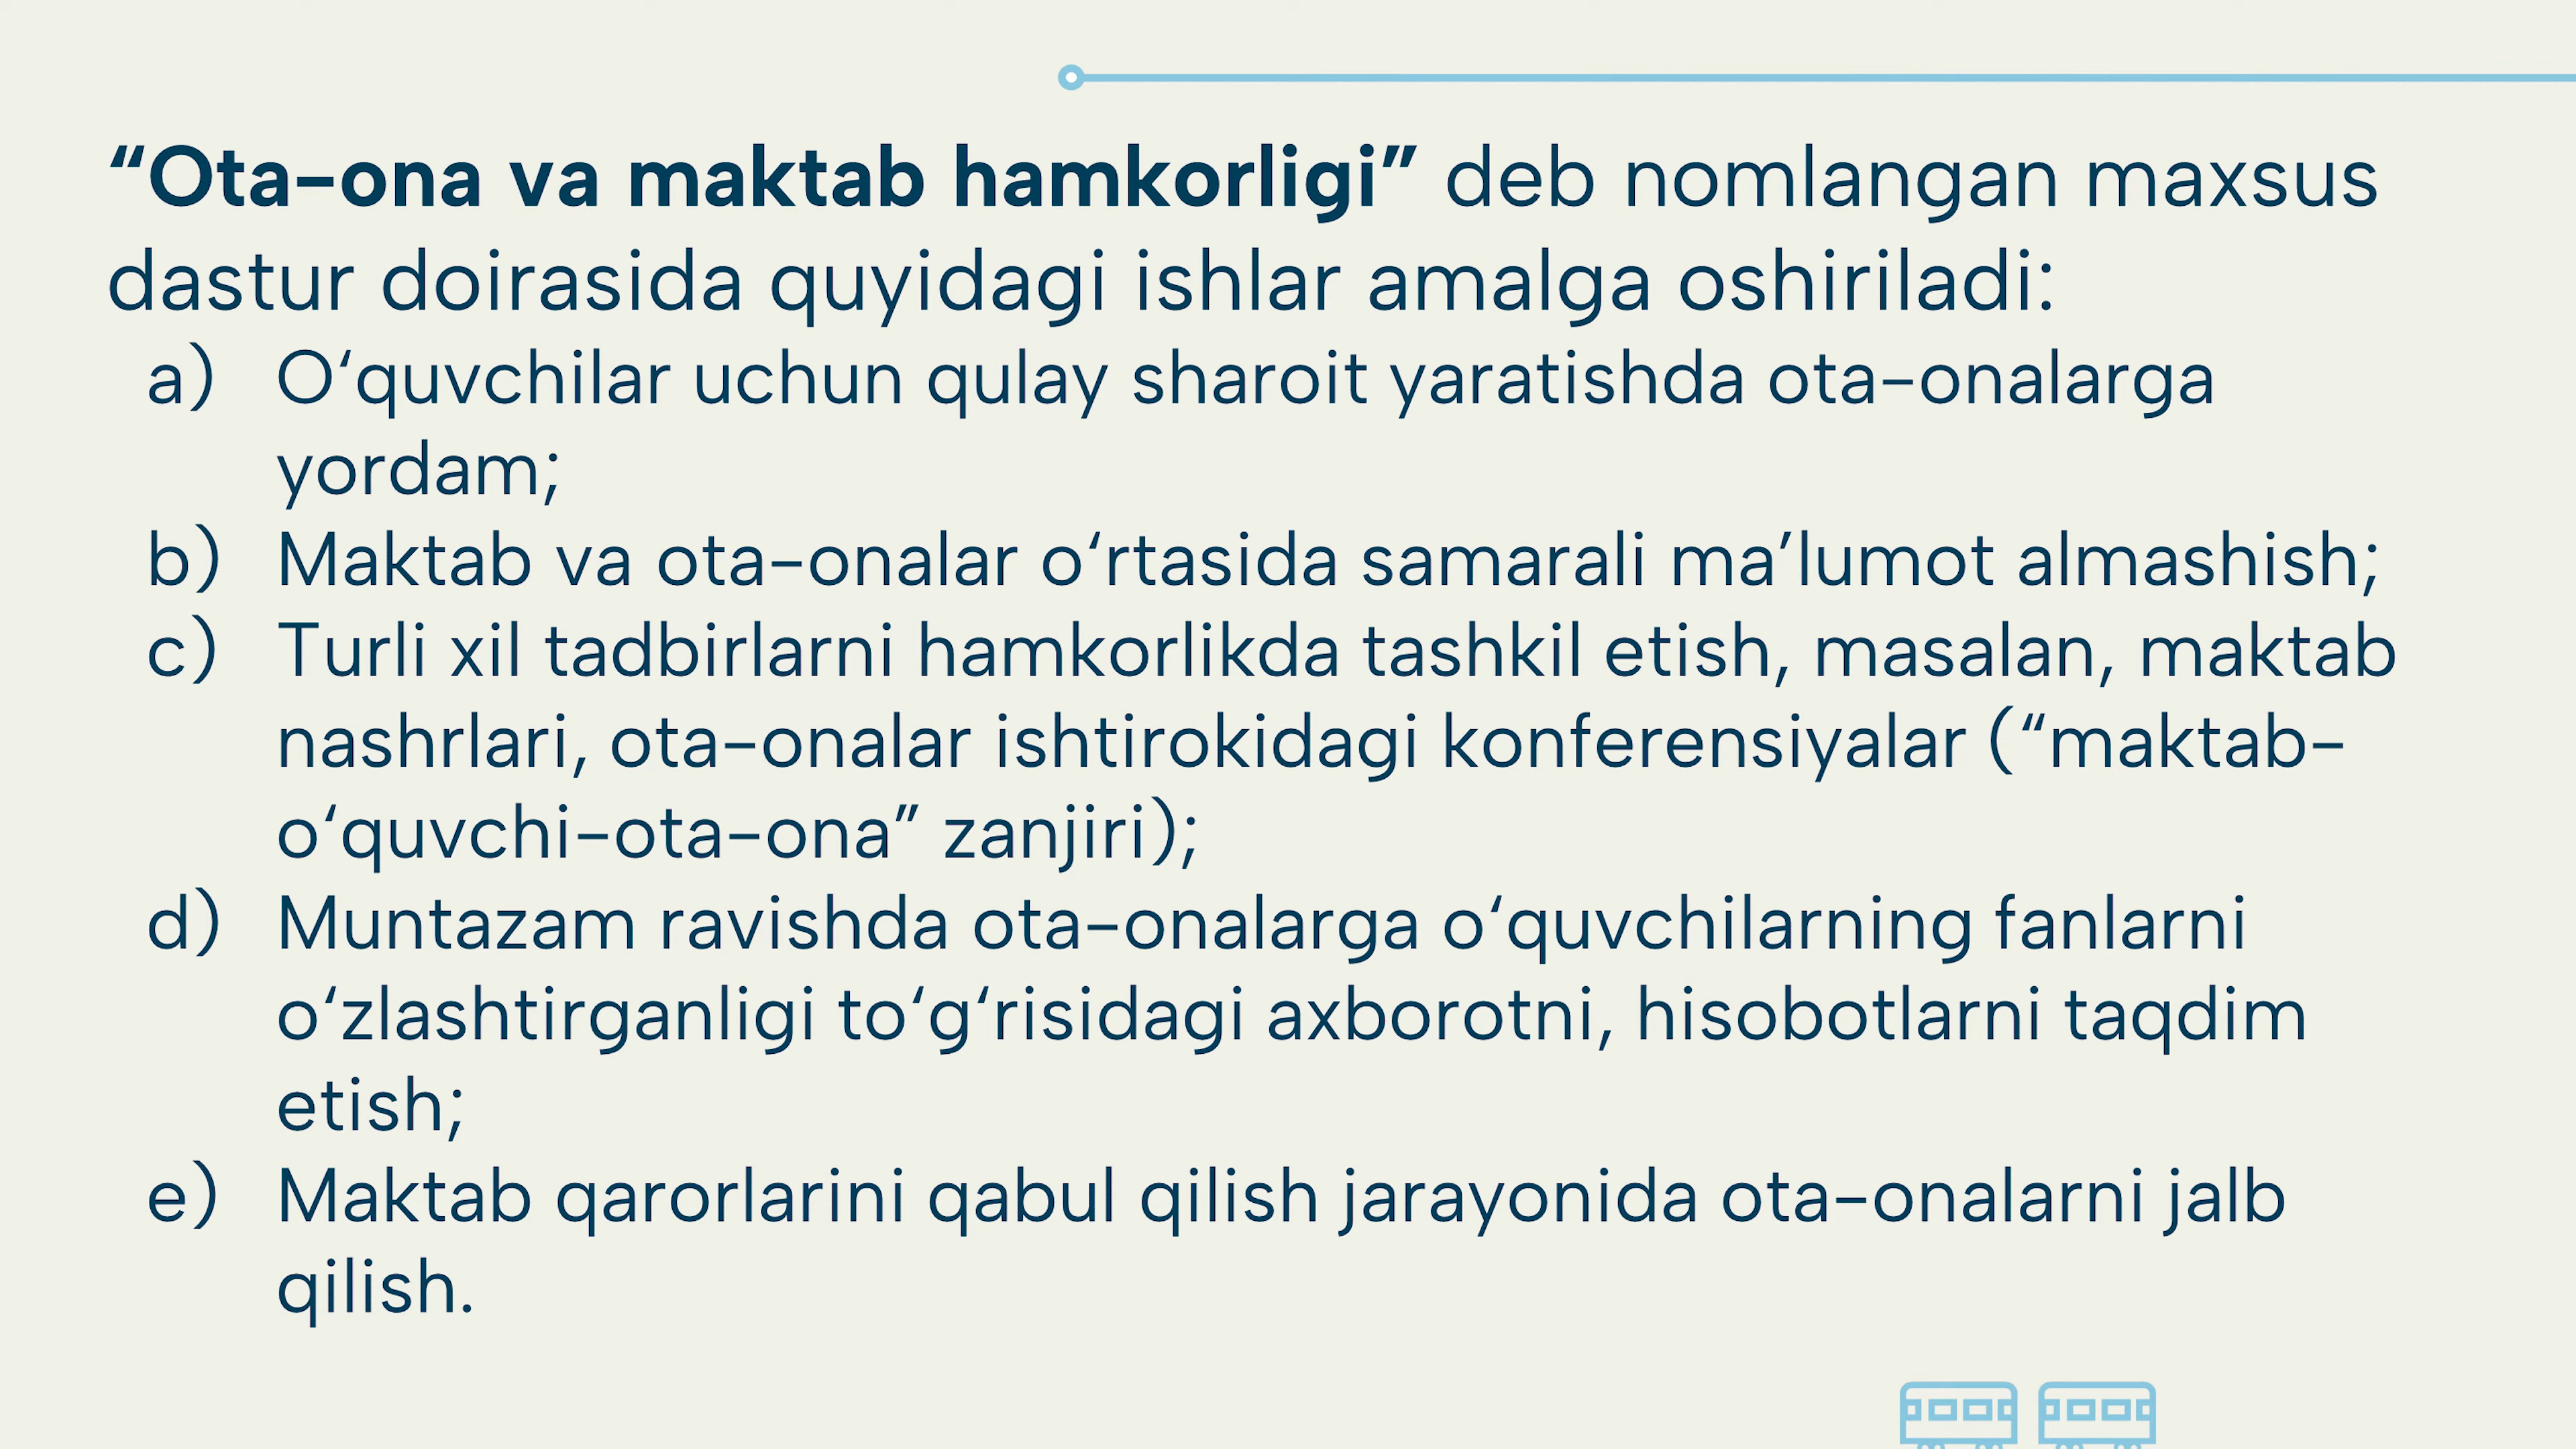 “Ota-ona va maktab hamkorligi” deb nomlangan maxsus
dastur doirasida quyidagi ishlar amalga oshiriladi:
a) O‘quvchilar uchun qulay sharoit yaratishda ota-onalarga
yordam;
b) Maktab va ota-onalar o‘rtasida samarali ma’lumot almashish;
c) Turli xil tadbirlarni hamkorlikda tashkil etish, masalan, maktab
nashrlari, ota-onalar ishtirokidagi konferensiyalar (“maktab-
o‘quvchi-ota-ona” zanjiri);
d) Muntazam ravishda ota-onalarga o‘quvchilarning fanlarni
o‘zlashtirganligi to‘g‘risidagi axborotni, hisobotlarni taqdim
etish;
e) Maktab qarorlarini qabul qilish jarayonida ota-onalarni jalb
qilish.